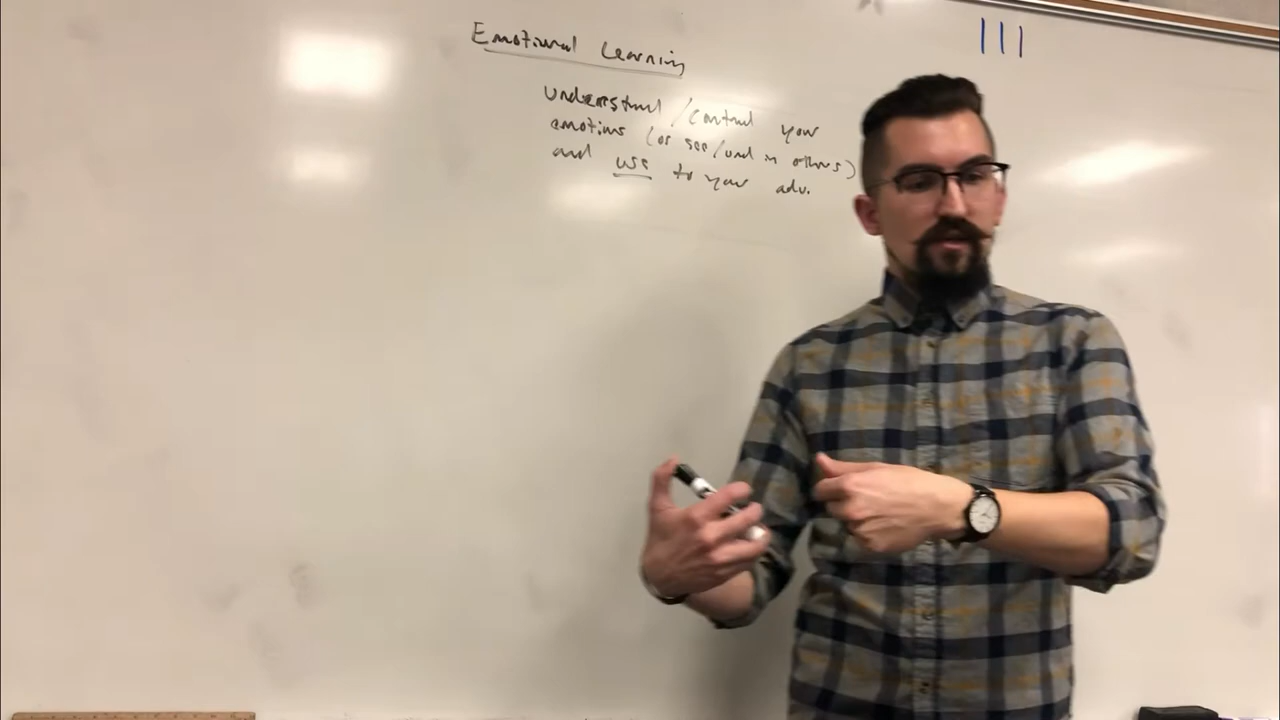 Emotional Learning
understand/control your
emotions (or see/und in others)
and use to your adv.